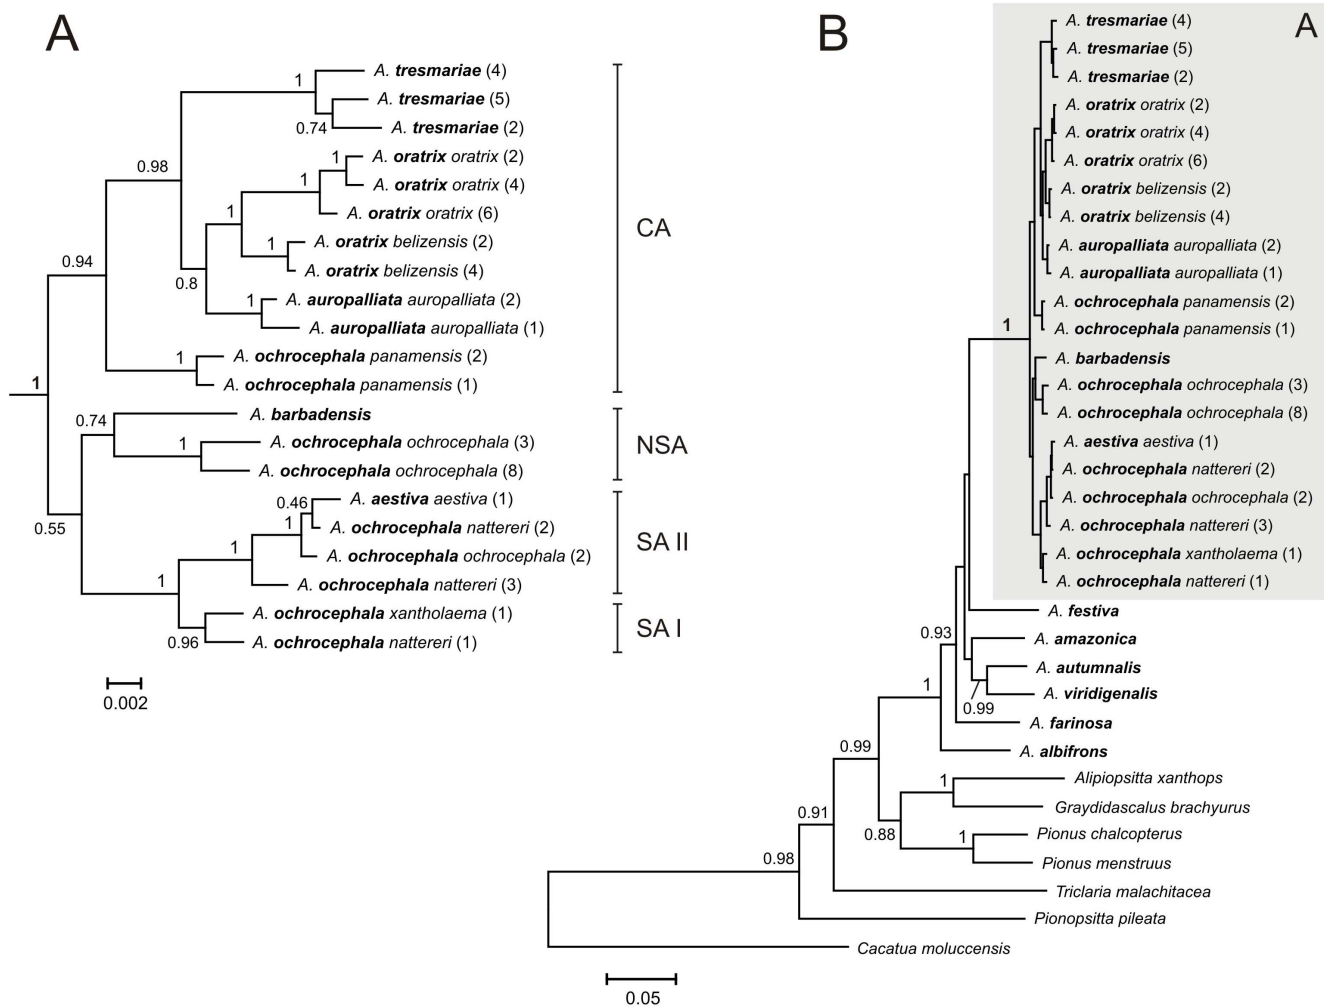 A
1
A. tresmariae (4)
A. tresmariae (5)
0.74
A. tresmariae (2)
0.98
1
A. oratrix oratrix (2)
1
A. oratrix oratrix (4)
1
A. oratrix oratrix (6)
A. oratrix belizensis (2)
1
A. oratrix belizensis (4)
0.94
0.8
1
A. auropalliata auropalliata (2)
A. auropalliata auropalliata (1)
1
A. ochrocephala panamensis (2)
A. ochrocephala panamensis (1)
CA
1
0.74
A. barbadensis
1
A. ochrocephala ochrocephala (3)
A. ochrocephala ochrocephala (8)
NSA
0.55
0.46
A. aestiva aestiva (1)
1
A. ochrocephala nattereri (2)
1
A. ochrocephala ochrocephala (2)
A. ochrocephala nattereri (3)
SA II
1
A. ochrocephala xantholaema (1)
0.96
A. ochrocephala nattereri (1)
SA I
0.002
B
A
A. tresmariae (4)
A. tresmariae (5)
A. tresmariae (2)
A. oratrix oratrix (2)
A. oratrix oratrix (4)
A. oratrix oratrix (6)
A. oratrix belizensis (2)
A. oratrix belizensis (4)
A. auropalliata auropalliata (2)
A. auropalliata auropalliata (1)
A. ochrocephala panamensis (2)
1
A. ochrocephala panamensis (1)
A. barbadensis
A. ochrocephala ochrocephala (3)
A. ochrocephala ochrocephala (8)
A. aestiva aestiva (1)
A. ochrocephala nattereri (2)
A. ochrocephala ochrocephala (2)
A. ochrocephala nattereri (3)
A. ochrocephala xantholaema (1)
A. ochrocephala nattereri (1)
A. festiva
0.93
A. amazonica
A. autumnalis
1
A. viridigenalis
0.99
A. farinosa
0.99
A. albifrons
1
Alipiopsitta xanthops
Graydidascalus brachyurus
0.91
0.88
1
Pionus chalcopterus
0.98
Pionus menstruus
Triclaria malachitacea
Pionopsitta pileata
Cacatua moluccensis
0.05